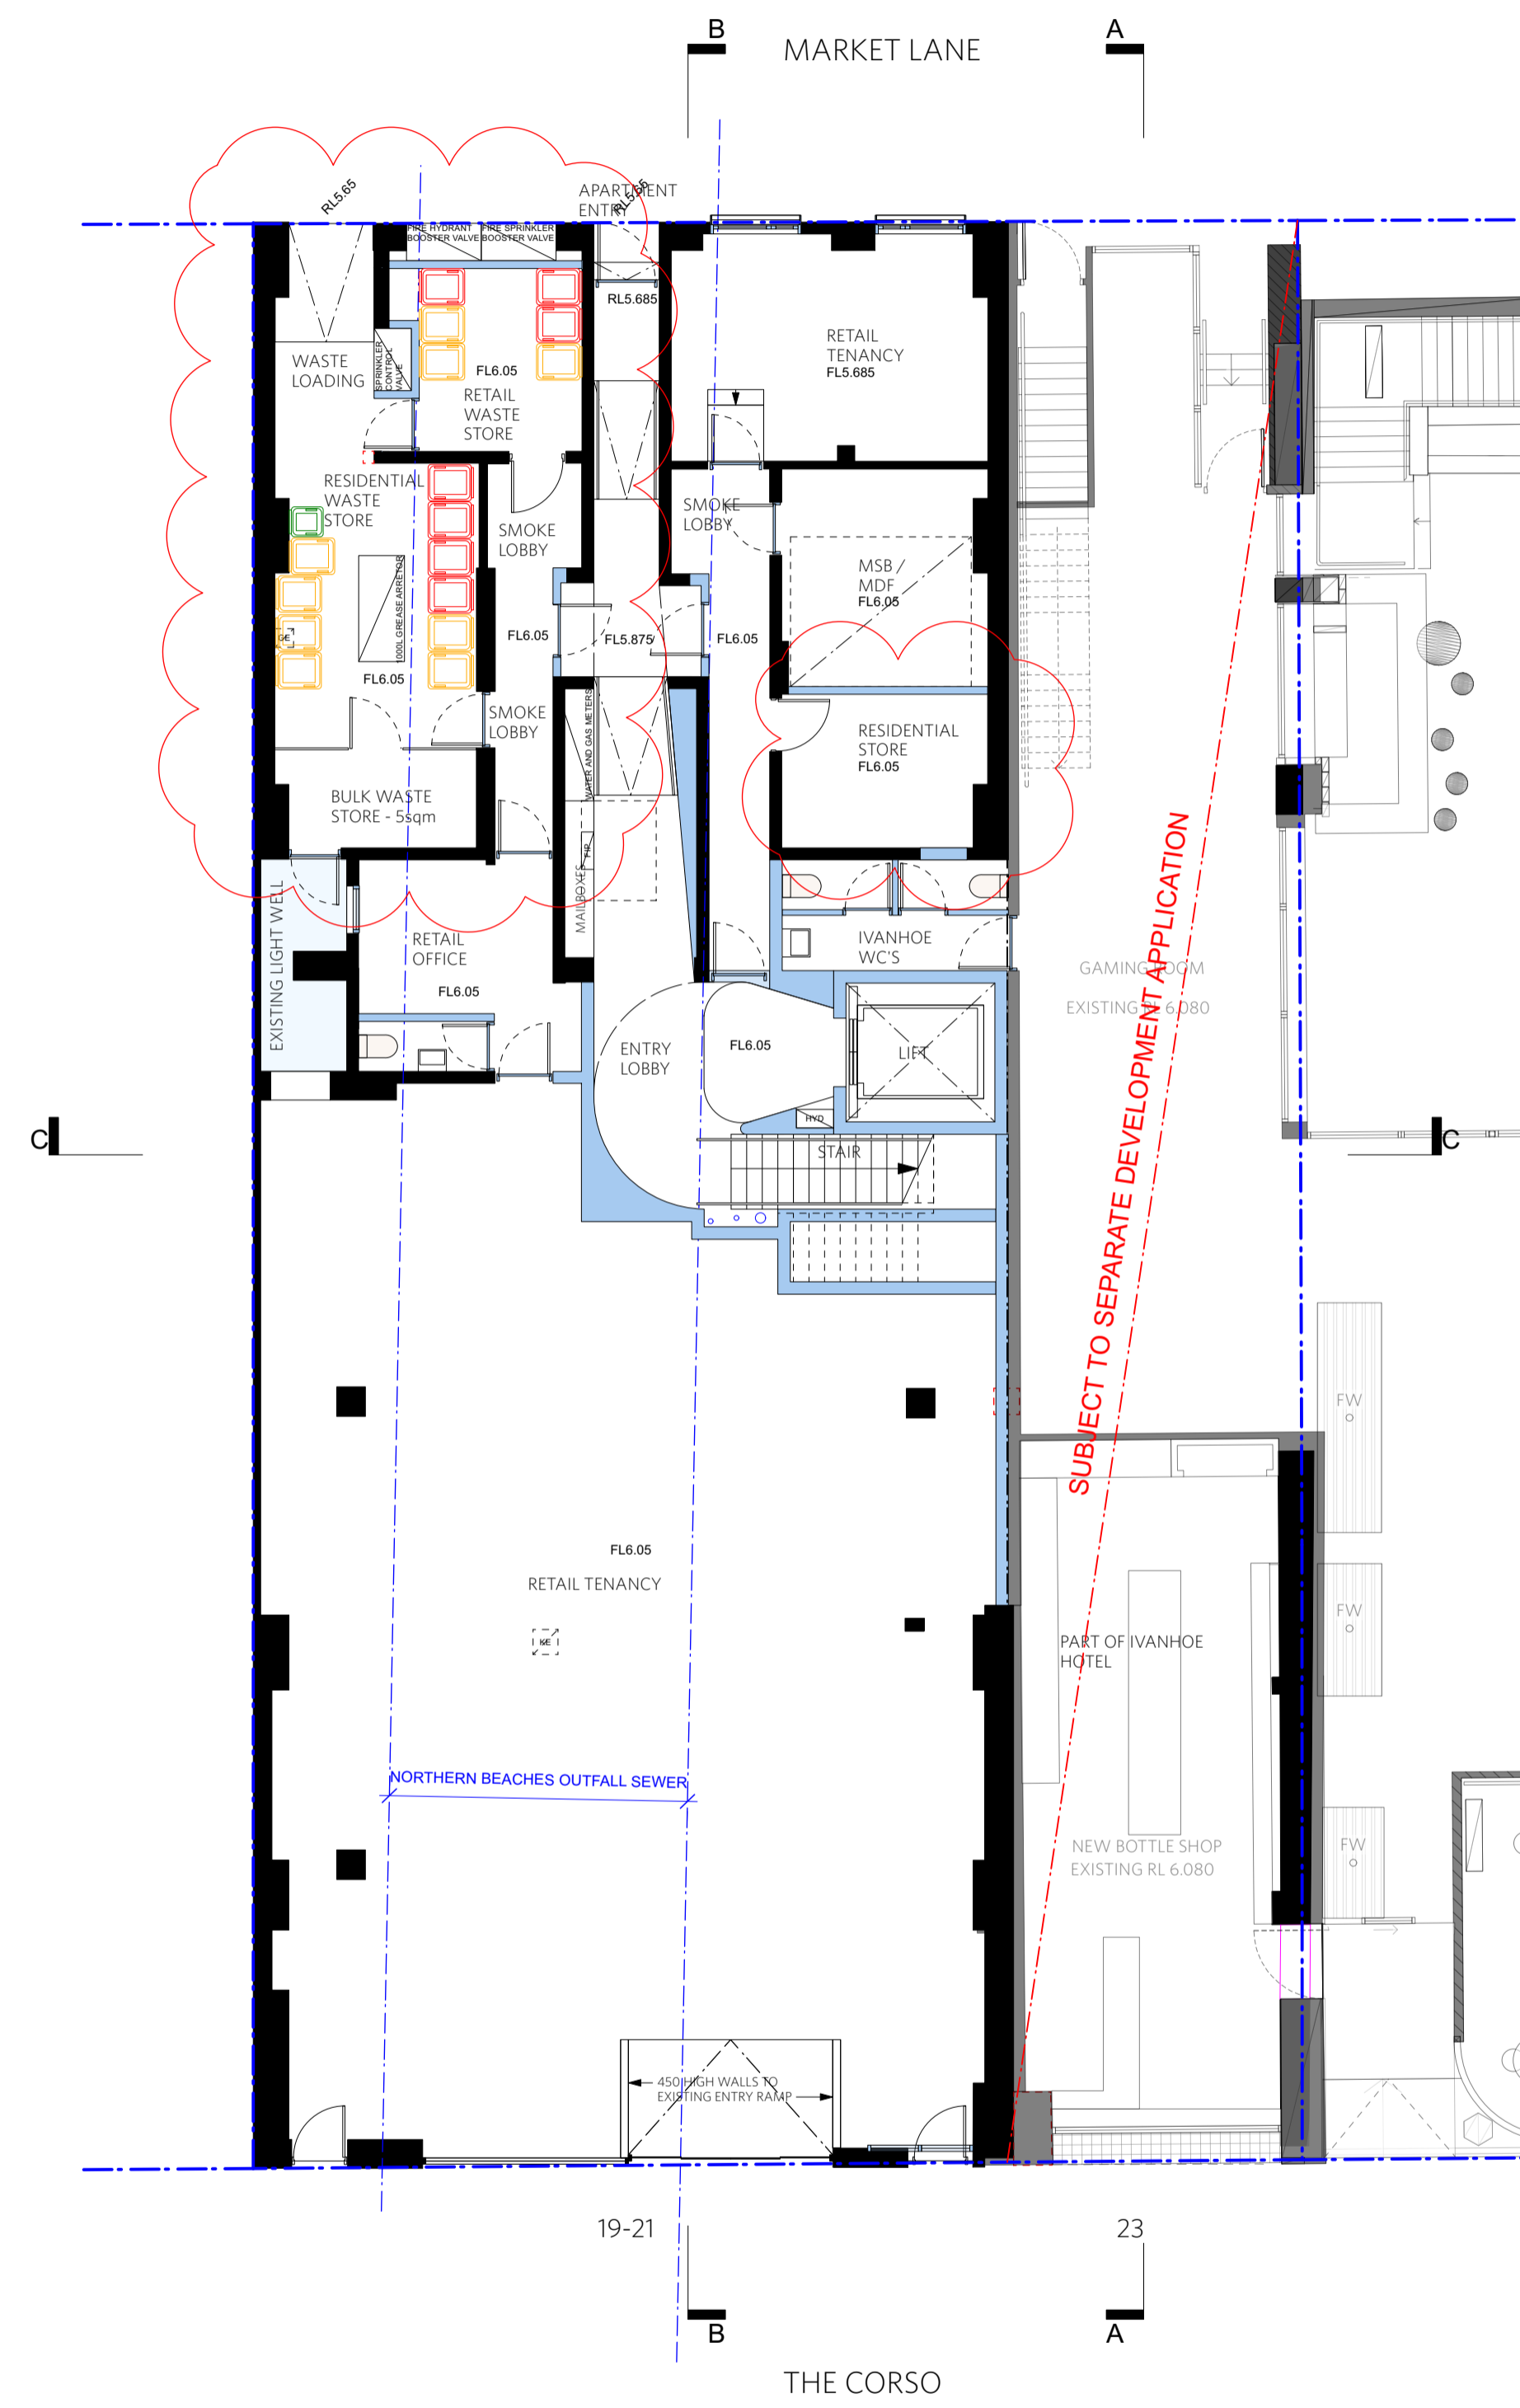 B
A
MARKET LANE
RL5.65
APARTMENT
ENTRY
FIRE HYDRANT
BOOSTER VALVE
FIRE SPRINKLER
BOOSTER VALVE
RL5.685
WASTE
LOADING
SPRINKLER
CONTROL
VALVE
FL6.05
RETAIL
WASTE
STORE
RETAIL
TENANCY
FL5.685
RESIDENTIAL
WASTE
STORE
SMOKE
LOBBY
SMOKE
LOBBY
MSB /
MDF
FL6.05
1000L GREASE ARRETOR
GE
FL6.05
FL6.05
FL5.875
FL6.05
SMOKE
LOBBY
WATER AND GAS METERS
RESIDENTIAL
STORE
FL6.05
BULK WASTE
STORE - 5sqm
FIP
MAILBOXES
EXISTING LIGHT WELL
RETAIL
OFFICE
FL6.05
IVANHOE
WC'S
GAMING ROOM
EXISTING RL 6.080
SUBJECT TO SEPARATE DEVELOPMENT APPLICATION
ENTRY
LOBBY
FL6.05
LIFT
HYD
STAIR
C
C
FW
FL6.05
RETAIL TENANCY
KE
FW
PART OF IVANHOE
HOTEL
NORTHERN BEACHES OUTFALL SEWER
NEW BOTTLE SHOP
EXISTING RL 6.080
FW
450 HIGH WALLS TO
EXISTING ENTRY RAMP
19-21
23
B
A
THE CORSO